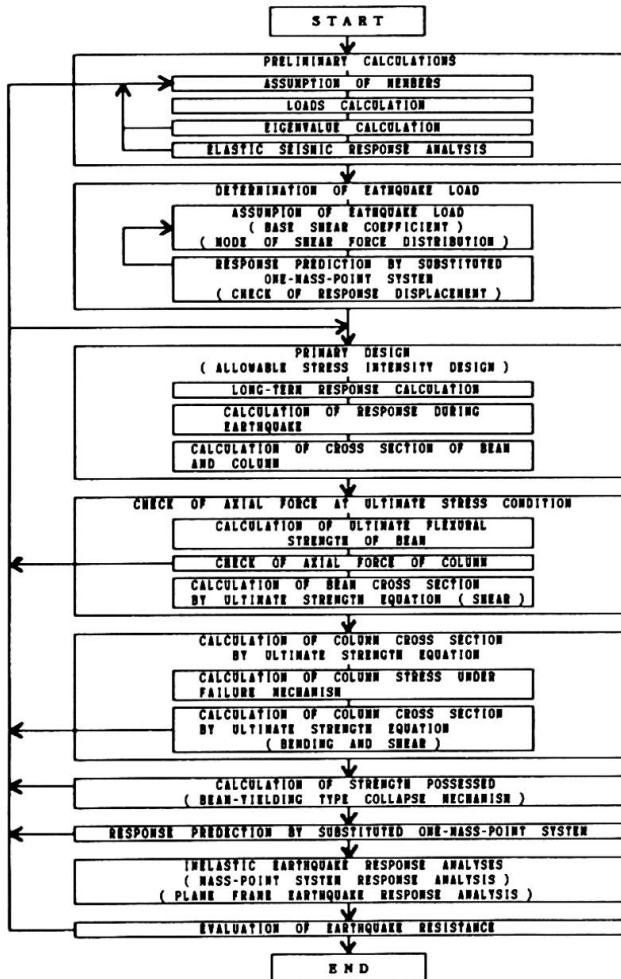 START
PRELIMINARY CALCULATIONS
ASSUMPTION OF MEMBERS
LOADS CALCULATION
EIGENVALUE CALCULATION
ELASTIC SEISMIC RESPONSE ANALYSIS
DETERMINATION OF EATHQUAKE LOAD
ASSUMPION OF EATHQUAKE LOAD
( BASE SHEAR COEFFICIENT )
( MODE OF SHEAR FORCE DISTRIBUTION )
RESPONSE PREDICTION BY SUBSTITUTED
ONE-MASS-POINT SYSTEM
( CHECK OF RESPONSE DISPLACEMENT )
PRIMARY DESIGN
( ALLOWABLE STRESS INTENSITY DESIGN )
LONG-TERM RESPONSE CALCULATION
CALCULATION OF RESPONSE DURING
EARTHQUAKE
CALCULATION OF CROSS SECTION OF BEAM
AND COLUMN
CHECK OF AXIAL FORCE AT ULTIMATE STRESS CONDITION
CALCULATION OF ULTIMATE FLEXURAL
STRENGTH OF BEAM
CHECK OF AXIAL FORCE OF COLUMN
CALCULATION OF BEAM CROSS SECTION
BY ULTIMATE STRENGTH EQUATION ( SHEAR )
CALCULATION OF COLUMN CROSS SECTION
BY ULTIMATE STRENGTH EQUATION
CALCULATION OF COLUMN STRESS UNDER
FAILURE MECHANISM
CALCULATION OF COLUMN CROSS SECTION
BY ULTIMATE STRENGTH EQUATION
( BENDING AND SHEAR )
CALCULATION OF STRENGTH POSSESSED
( BEAM-YIELDING TYPE COLLAPSE MECHANISM )
RESPONSE PREDECTION BY SUBSTITUTED ONE-MASS-POINT SYSTEM
INELASTIC EARTHQUAKE RESPONSE ANALYSES
( MASS-POINT SYSTEM RESPONSE ANALYSIS )
( PLANE FRAME EARTHQUAKE RESPONSE ANALYSIS )
EVALUATION OF EARTHQUAKE RESISTANCE
END